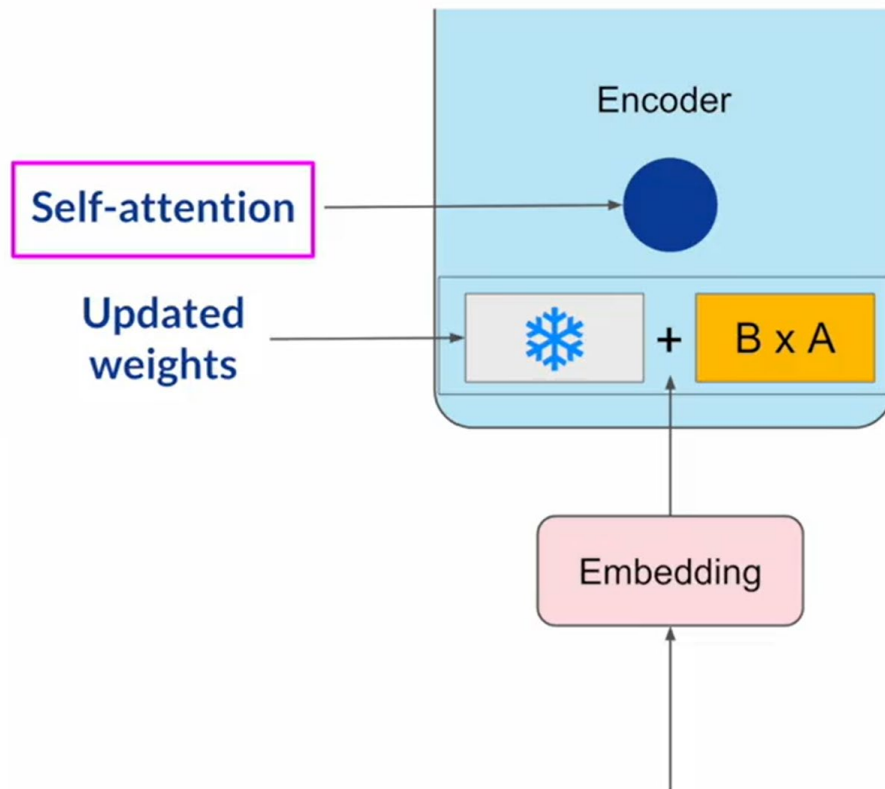 Encoder
Self-attention
Updated
weights
+
B x A
Embedding